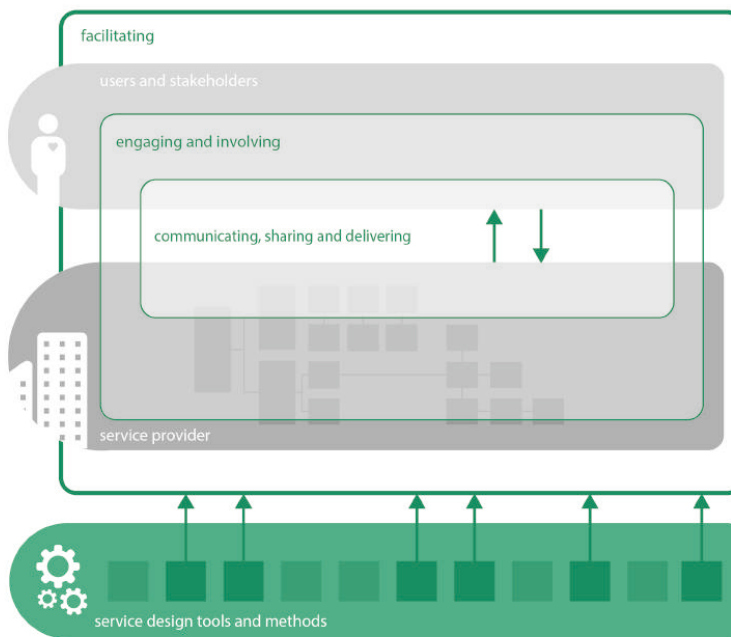 facilitating
users and stakeholders
engaging and involving
communicating, sharing and delivering
service provider
service design tools and methods